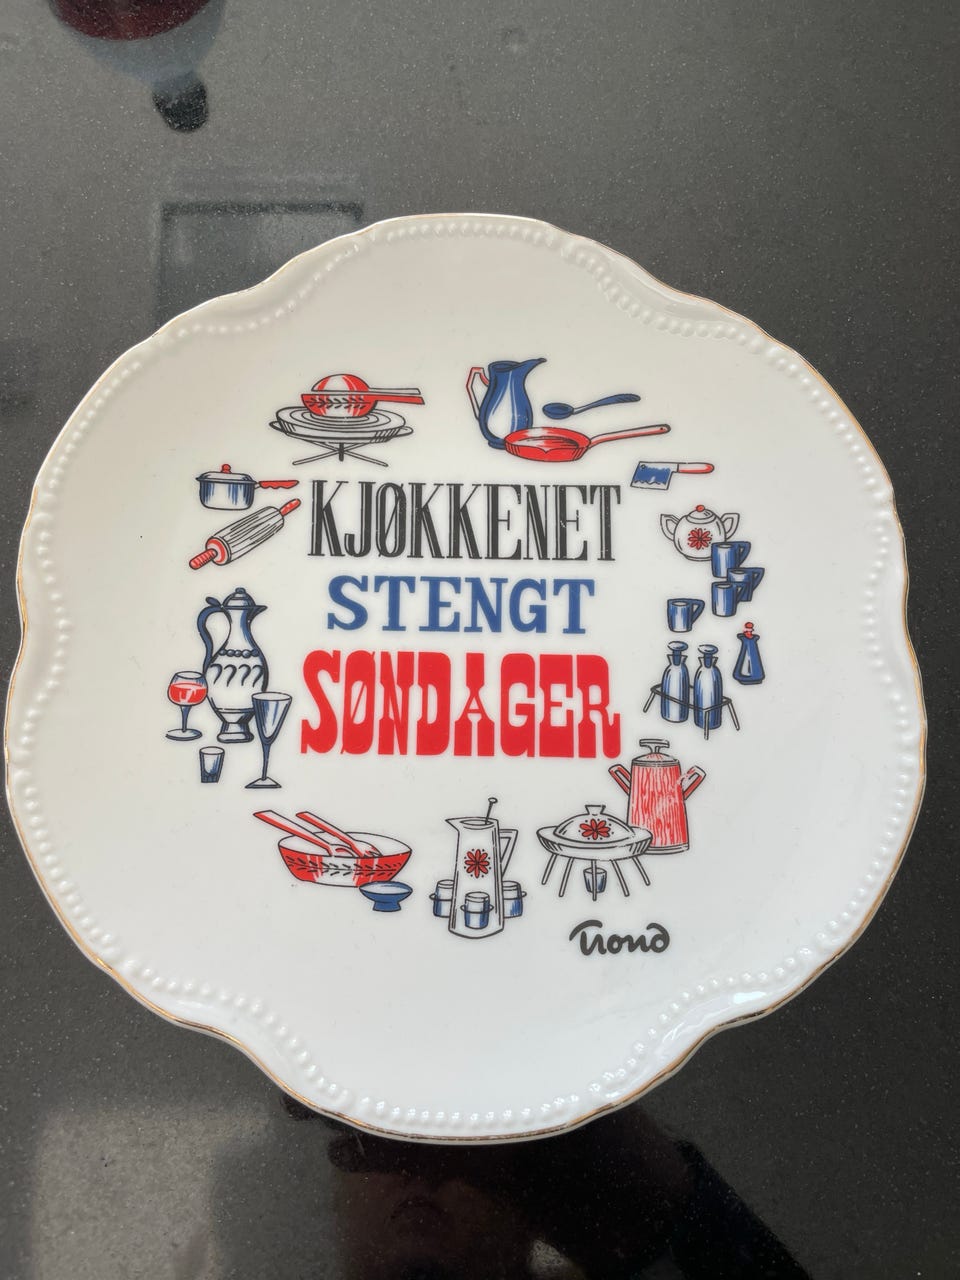 KJØKKENET
STENGT
SØNDAGER
Trond